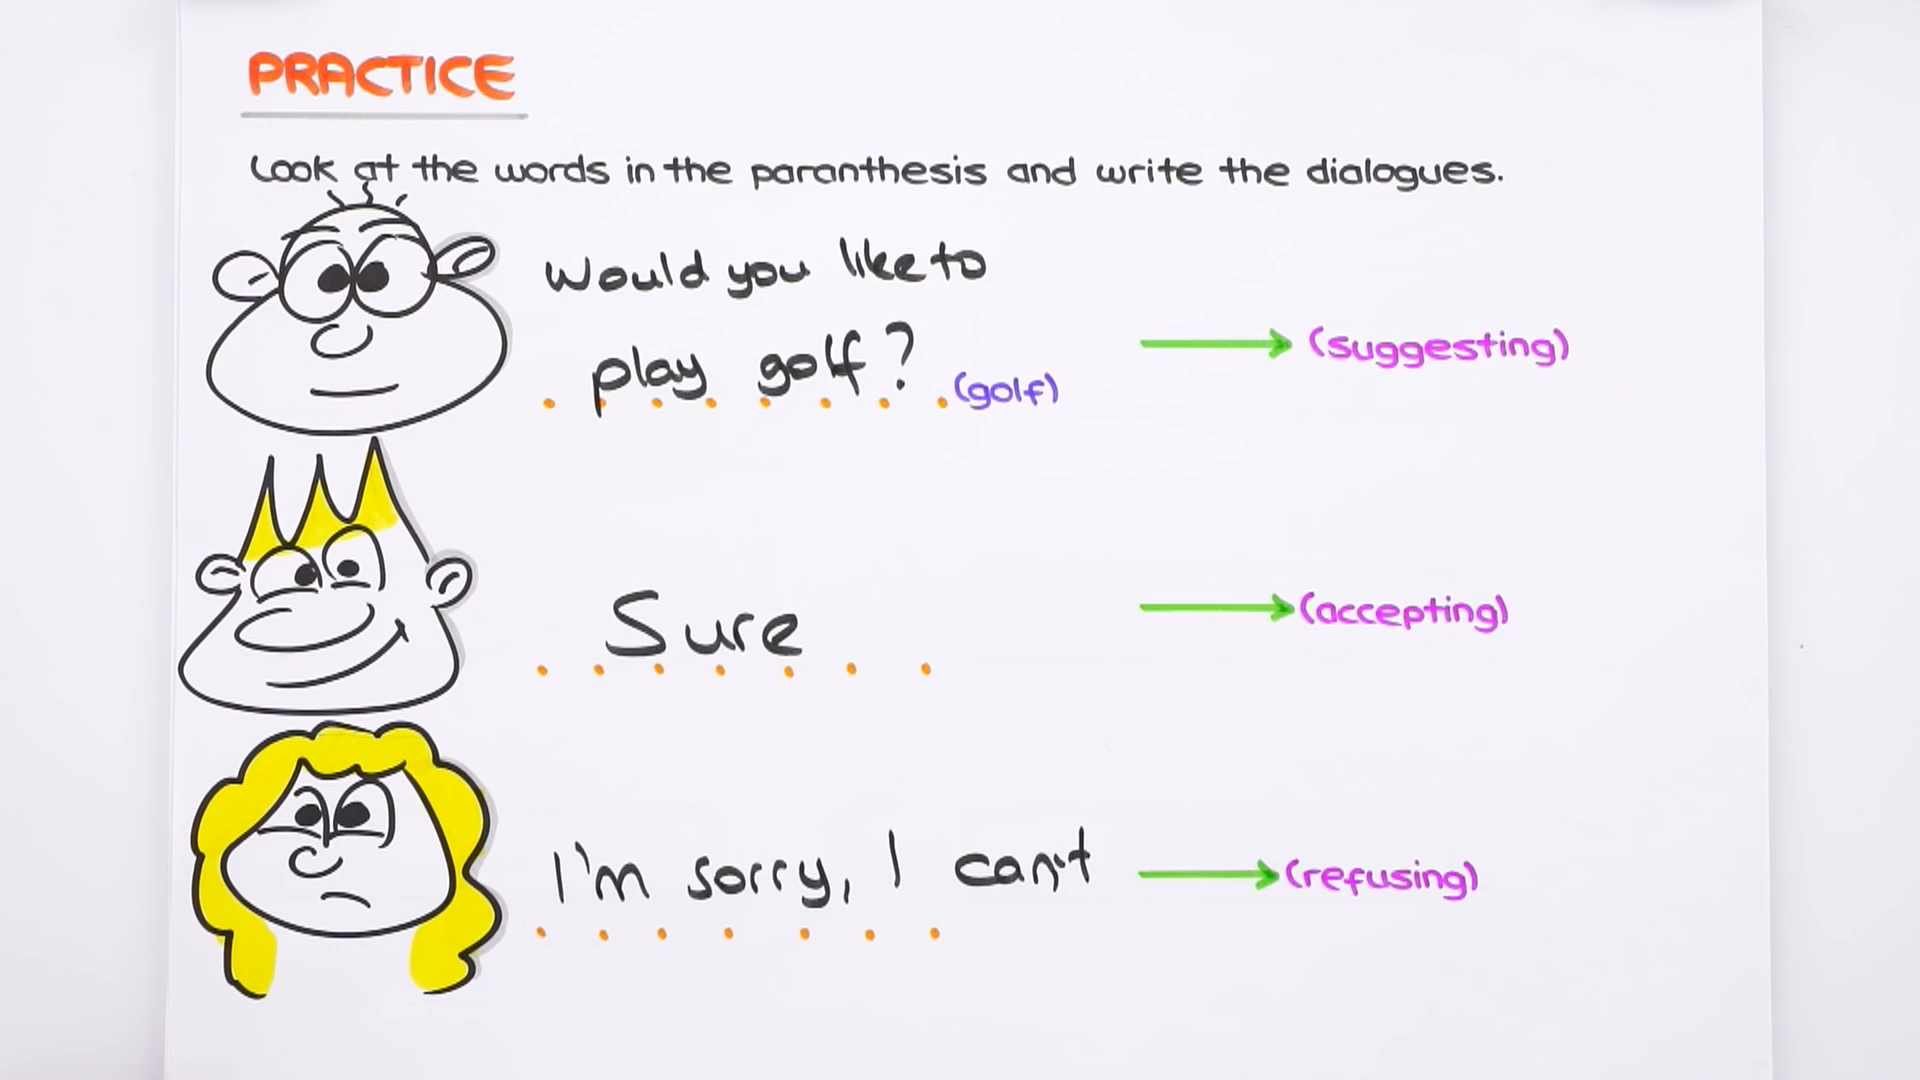 PRACTICE
Look at the words in the paranthesis and write the dialogues.
Would you like to
play golf?
(golf)
(suggesting)
Sure
(accepting)
I'm sorry, I can't
(refusing)